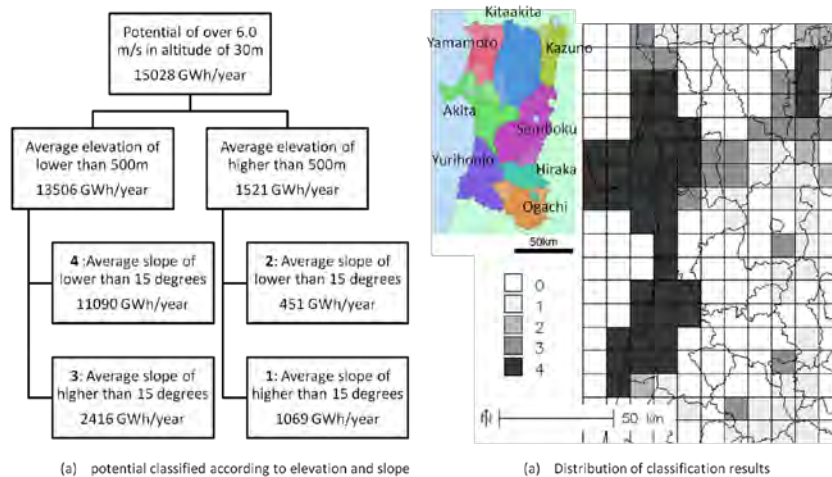 Potential of over 6.0
m/s in altitude of 30m
15028 GWh/year
Average elevation of
lower than 500m
13506 GWh/year
Average elevation of
higher than 500m
1521 GWh/year
4: Average slope of
lower than 15 degrees
11090 GWh/year
2: Average slope of
lower than 15 degrees
451 GWh/year
3: Average slope of
higher than 15 degrees
2416 GWh/year
1: Average slope of
higher than 15 degrees
1069 GWh/year
(a) potential classified according to elevation and slope
Kitaakita
Yamamoto
Kazuno
Akita
Semboku
Yurihonjo
Hiraka
Ogachi
50km
0
1
2
3
4
50 km
(a) Distribution of classification results